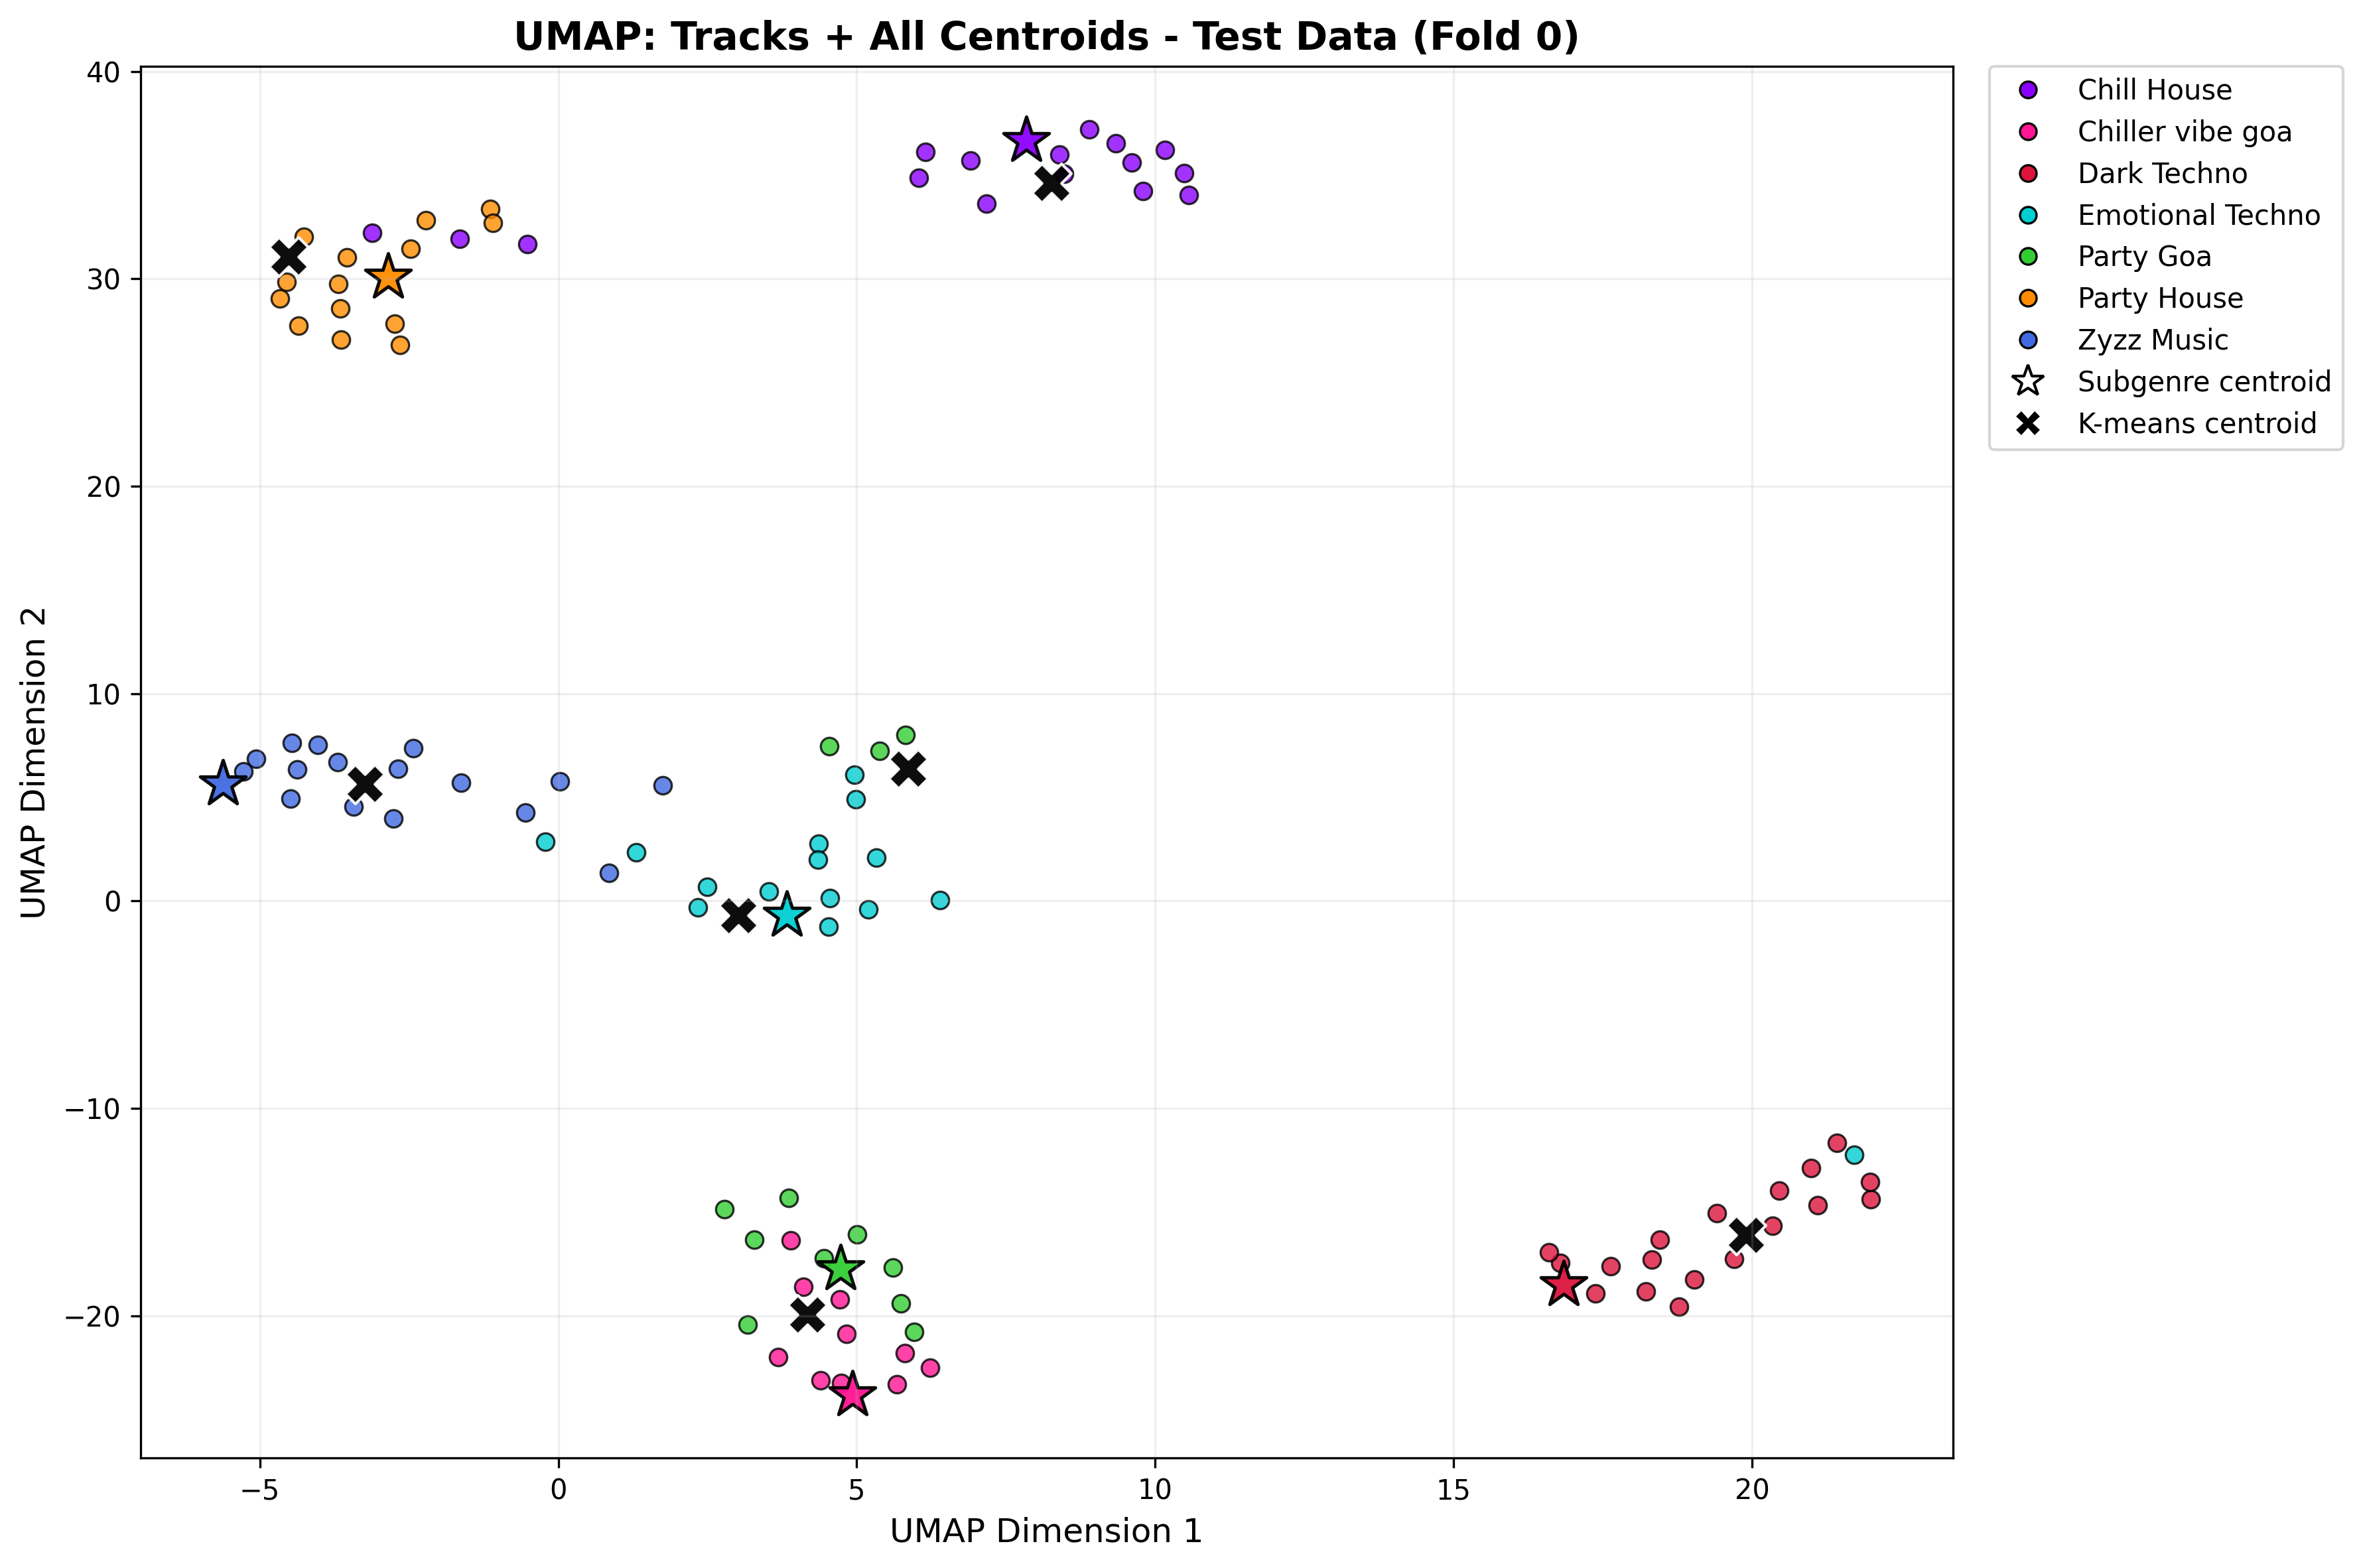 UMAP: Tracks + All Centroids - Test Data (Fold 0)
Chill House
Chiller vibe goa
Dark Techno
Emotional Techno
Party Goa
Party House
Zyzz Music
Subgenre centroid
K-means centroid
UMAP Dimension 2
40
30
20
10
0
−10
−20
−5
0
5
10
15
20
UMAP Dimension 1